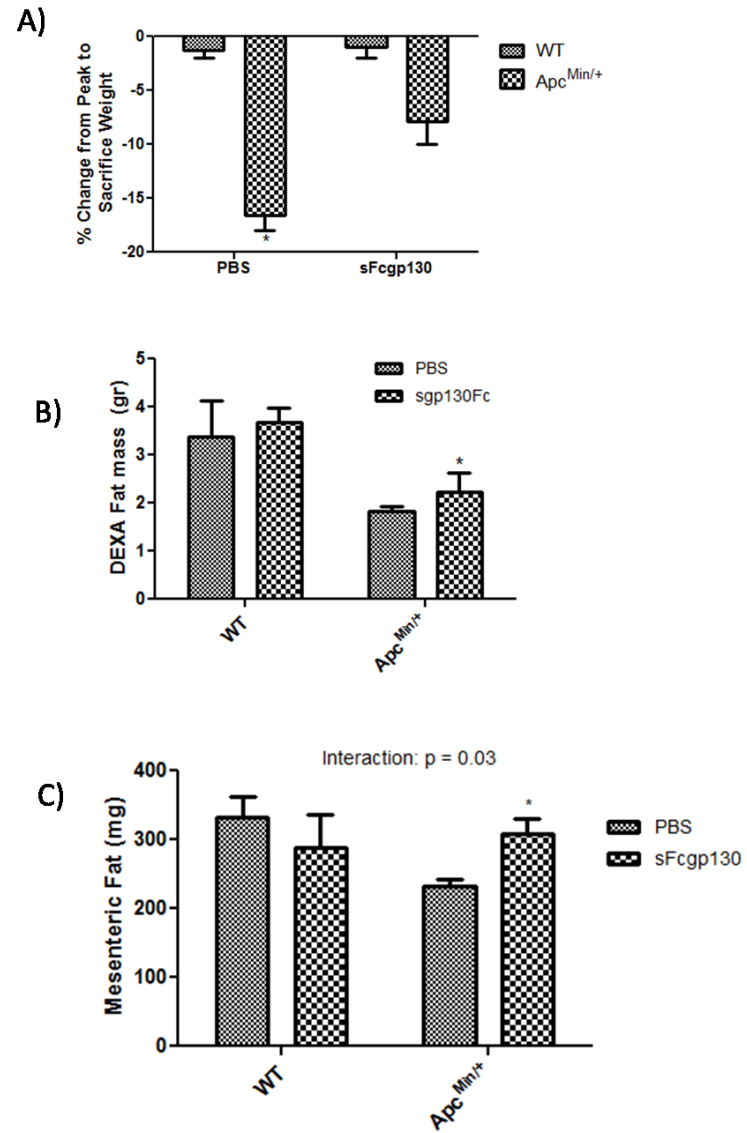 A)
% Change from Peak to
Sacrifice Weight
0
-5
-10
-15
-20
*
PBS
sFcgp130
WT
Apc^Min/+
B)
DEXA Fat mass (gr)
5
4
3
2
1
0
PBS
sgp130Fc
*
WT
Apc^Min/+
C)
Interaction: p = 0.03
Mesenteric Fat (mg)
400
300
200
100
0
*
PBS
sFcgp130
WT
Apc^Min/+